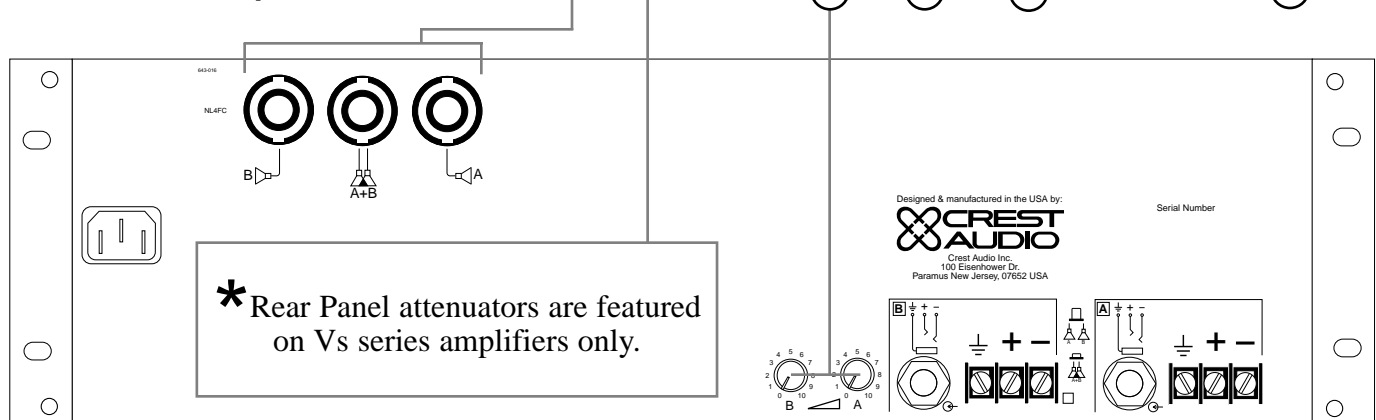 643-016
NL4FC
B
A+B
A
*Rear Panel attenuators are featured
on Vs series amplifiers only.
Designed & manufactured in the USA by:
CREST
AUDIO
Crest Audio Inc.
100 Eisenhower Dr.
Paramus New Jersey, 07652 USA
Serial Number
B + −
+ −
A B
A+B
A + −
+ −
0 1 2 3 4 5 6 7 8 9 10
B
0 1 2 3 4 5 6 7 8 9 10
A